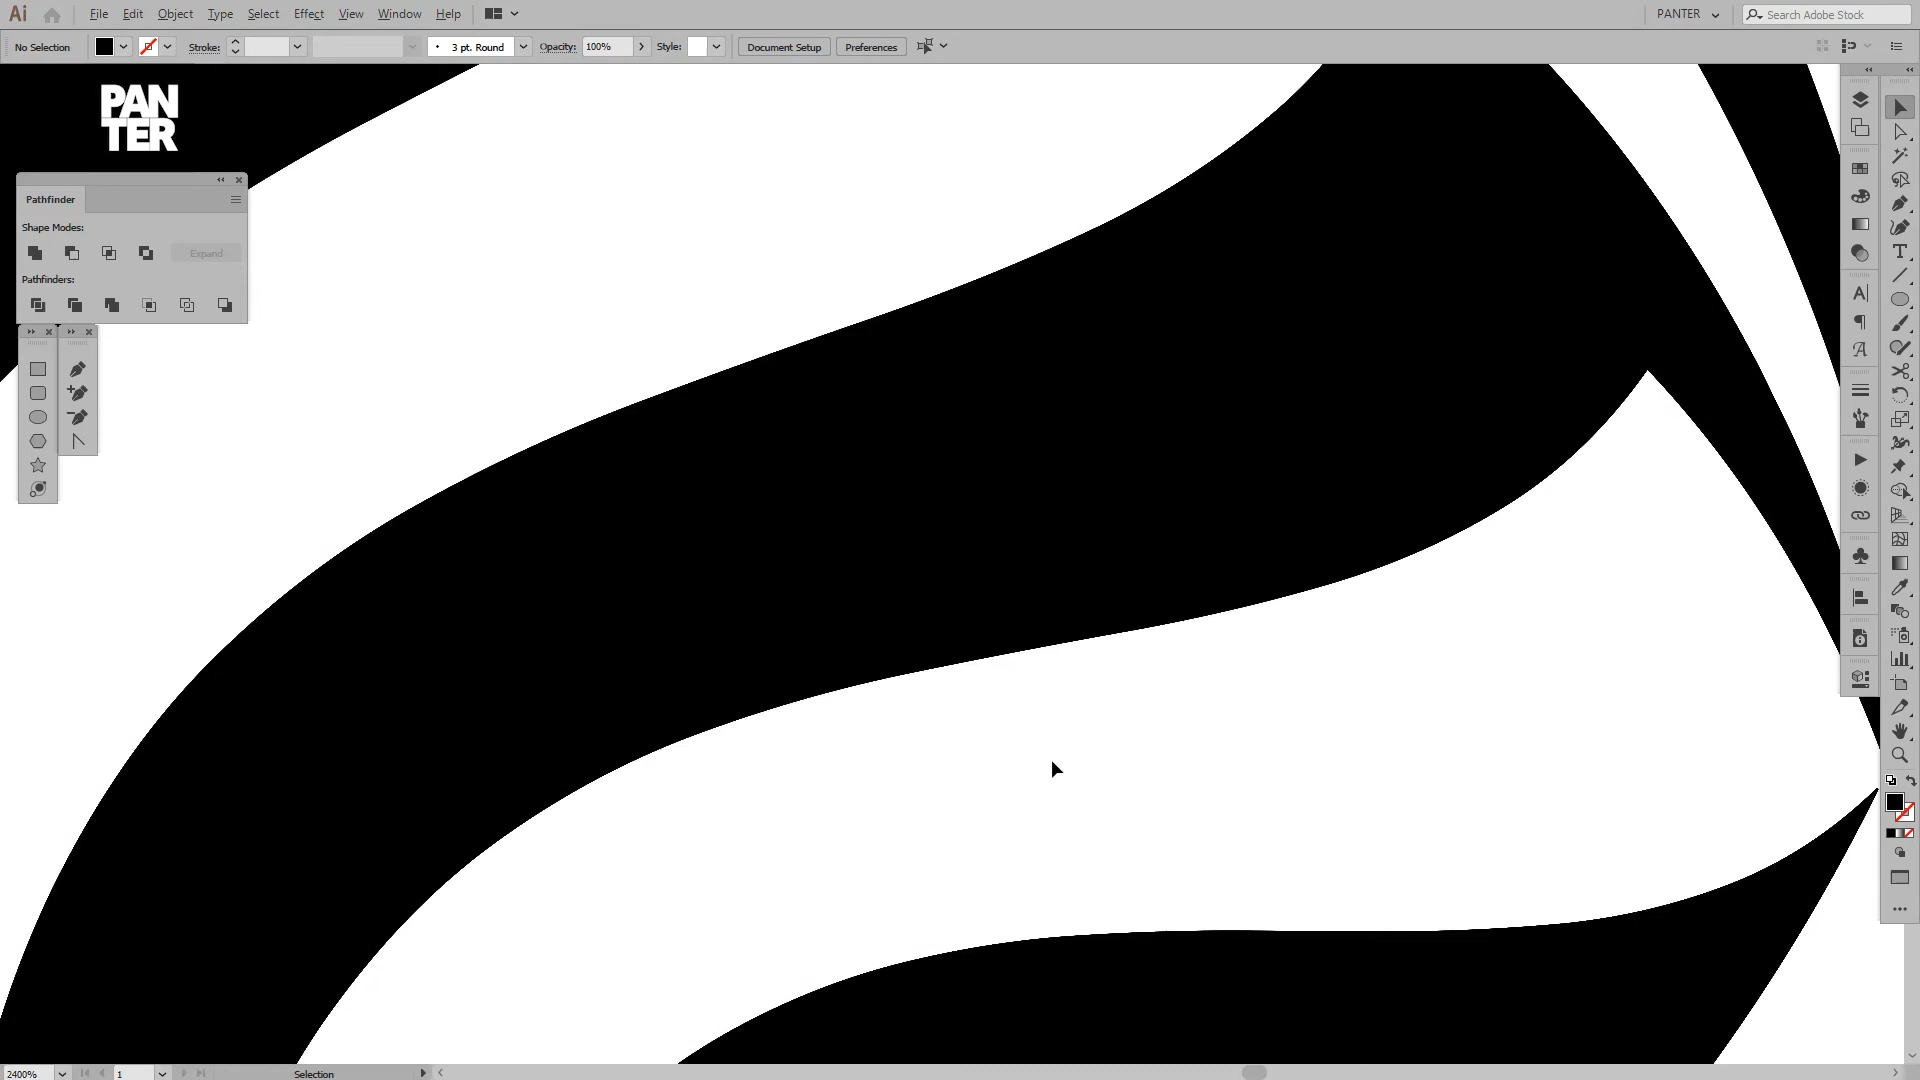 Ai File Edit Object Type Select Effect View Window Help PANTER Search Adobe Stock
No Selection Stroke: 3 pt. Round Opacity: 100% Style: Document Setup Preferences
PAN
TER
Pathfinder
Shape Modes:
Expand
Pathfinders:
2400% 1 Selection